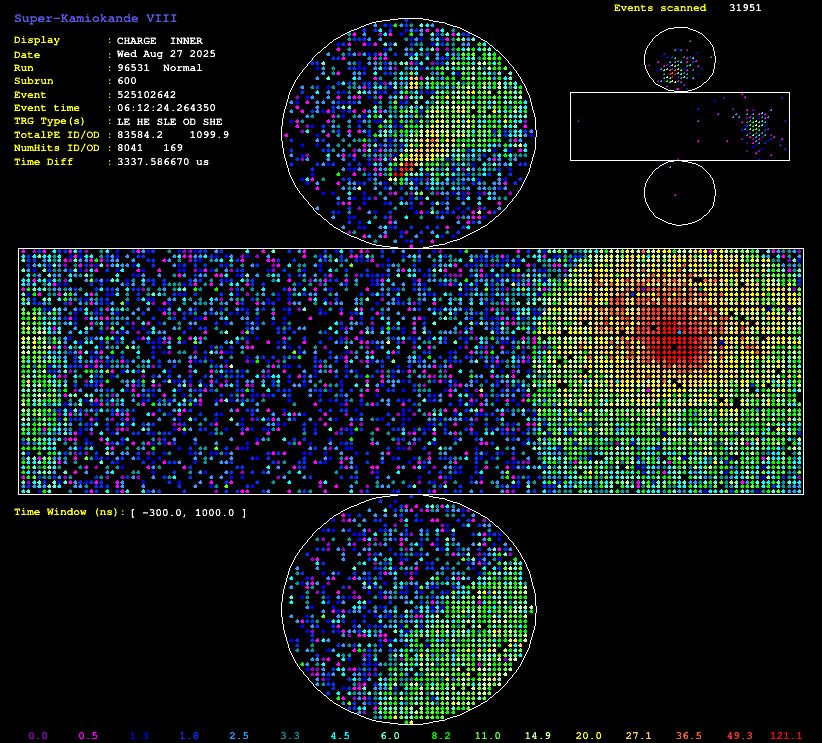 Super-Kamiokande VIII
Events scanned 31951
Display : CHARGE INNER
Date : Wed Aug 27 2025
Run : 96531 Normal
Subrun : 600
Event : 525102642
Event time : 06:12:24.264350
TRG Type(s) : LE HE SLE OD SHE
TotalPE ID/OD : 83584.2 1099.9
NumHits ID/OD : 8041 169
Time Diff : 3337.586670 us
Time Window (ns): [ -300.0, 1000.0 ]
0.0 0.5 1.3 1.8 2.5 3.3 4.5 6.0 8.2 11.0 14.9 20.0 27.1 36.5 49.3 121.1